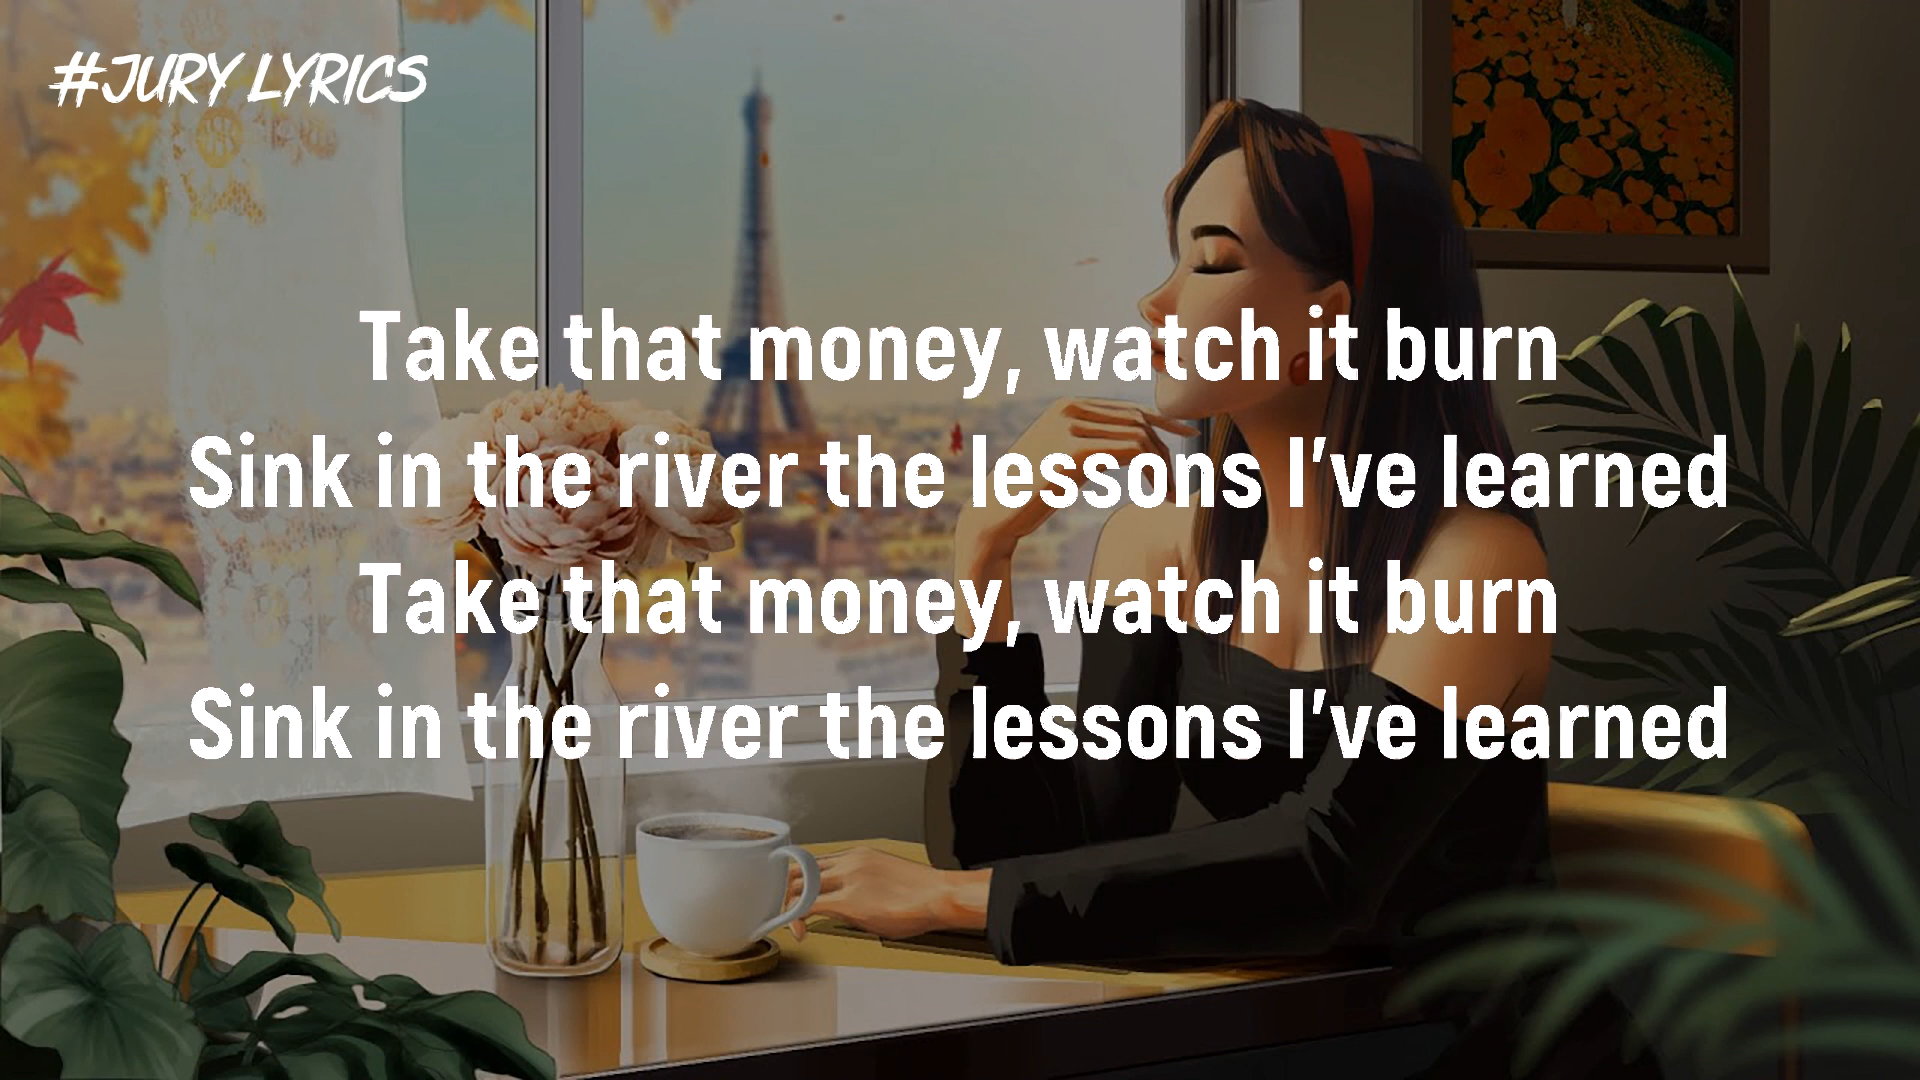 #JURY LYRICS
Take that money, watch it burn
Sink in the river the lessons I've learned
Take that money, watch it burn
Sink in the river the lessons I've learned